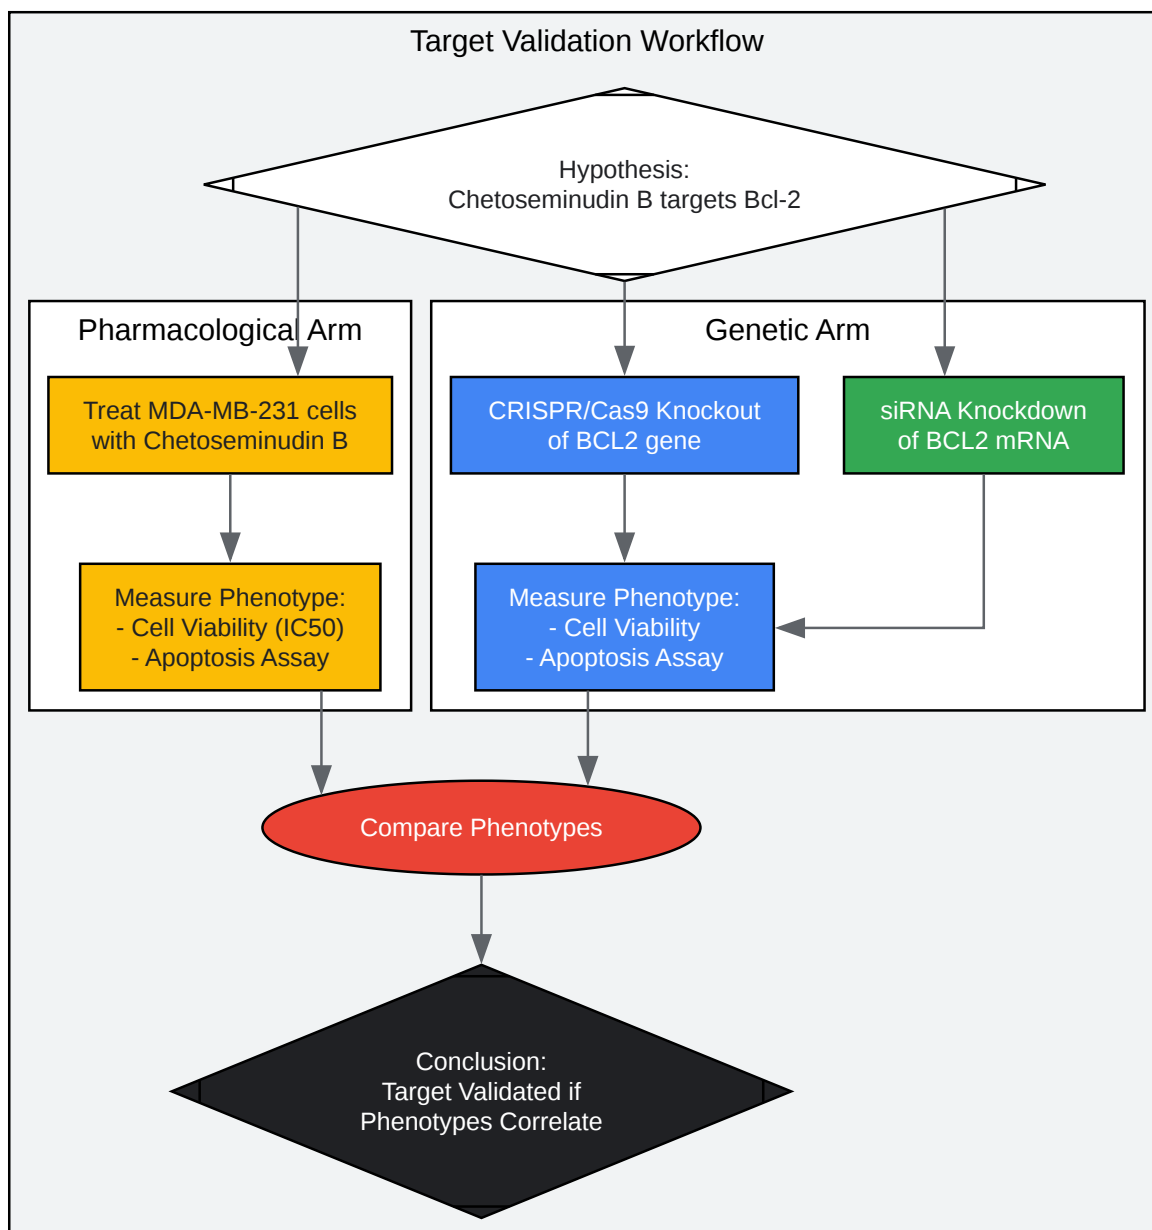 Target Validation Workflow
Hypothesis:
Chetoseminudin B targets Bcl-2
Pharmacological Arm
Genetic Arm
Treat MDA-MB-231 cells
with Chetoseminudin B
CRISPR/Cas9 Knockout
of BCL2 gene
siRNA Knockdown
of BCL2 mRNA
Measure Phenotype:
- Cell Viability (IC50)
- Apoptosis Assay
Measure Phenotype:
- Cell Viability
- Apoptosis Assay
Compare Phenotypes
Conclusion:
Target Validated if
Phenotypes Correlate